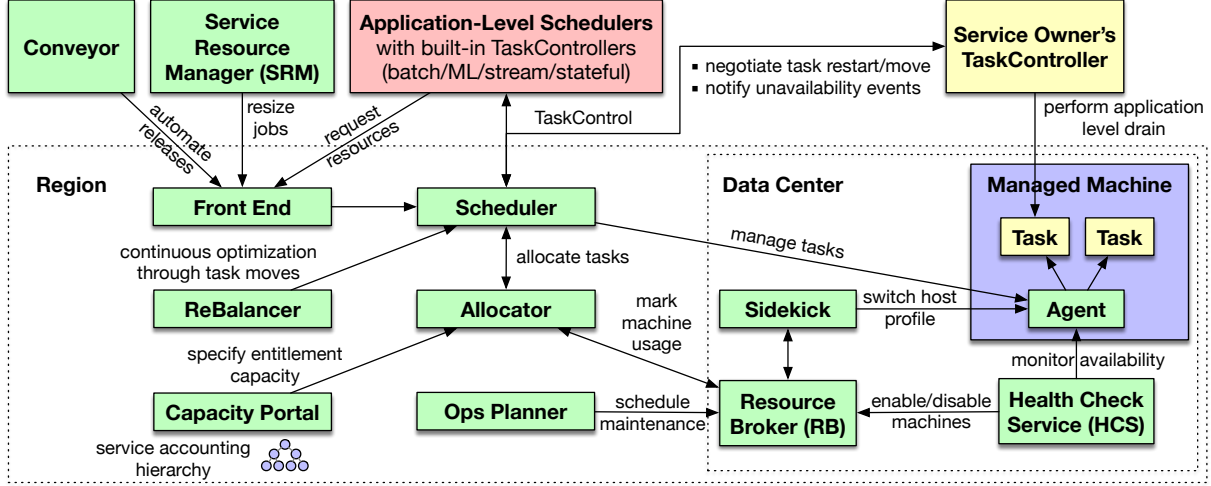 Conveyor
Service
Resource
Manager (SRM)
Application-Level Schedulers
with built-in TaskControllers
(batch/ML/stream/stateful)
▪ negotiate task restart/move
▪ notify unavailability events
Service Owner's
TaskController
automate
releases
resize
jobs
request
resources
TaskControl
perform application
level drain
Region
Front End
Scheduler
Data Center
Managed Machine
Task
Task
manage tasks
continuous optimization
through task moves
allocate tasks
ReBalancer
Allocator
mark
machine
usage
Sidekick
switch host
profile
Agent
specify entitlement
capacity
monitor availability
Capacity Portal
Ops Planner
schedule
maintenance
Resource
Broker (RB)
enable/disable
machines
Health Check
Service (HCS)
service accounting
hierarchy